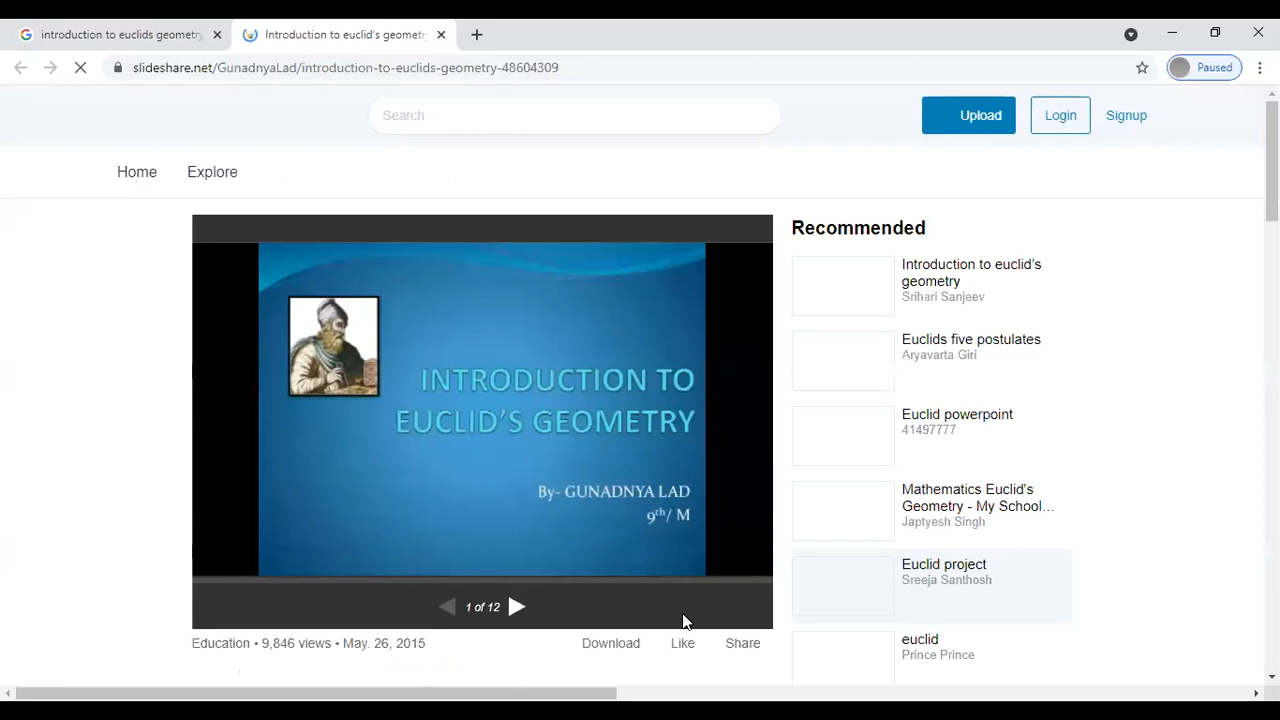 introduction to euclids geometry
Introduction to euclid's geometr
Paused
slideshare.net/GunadnyaLad/introduction-to-euclids-geometry-48604309
Search
Upload
Login
Signup
Home
Explore
INTRODUCTION TO
EUCLID'S GEOMETRY
By- GUNADNYA LAD
9th/ M
1 of 12
Education • 9,846 views • May. 26, 2015
Download
Like
Share
Recommended
Introduction to euclid's
geometry
Srihari Sanjeev
Euclids five postulates
Aryavarta Giri
Euclid powerpoint
41497777
Mathematics Euclid's
Geometry - My School…
Japtyesh Singh
Euclid project
Sreeja Santhosh
euclid
Prince Prince